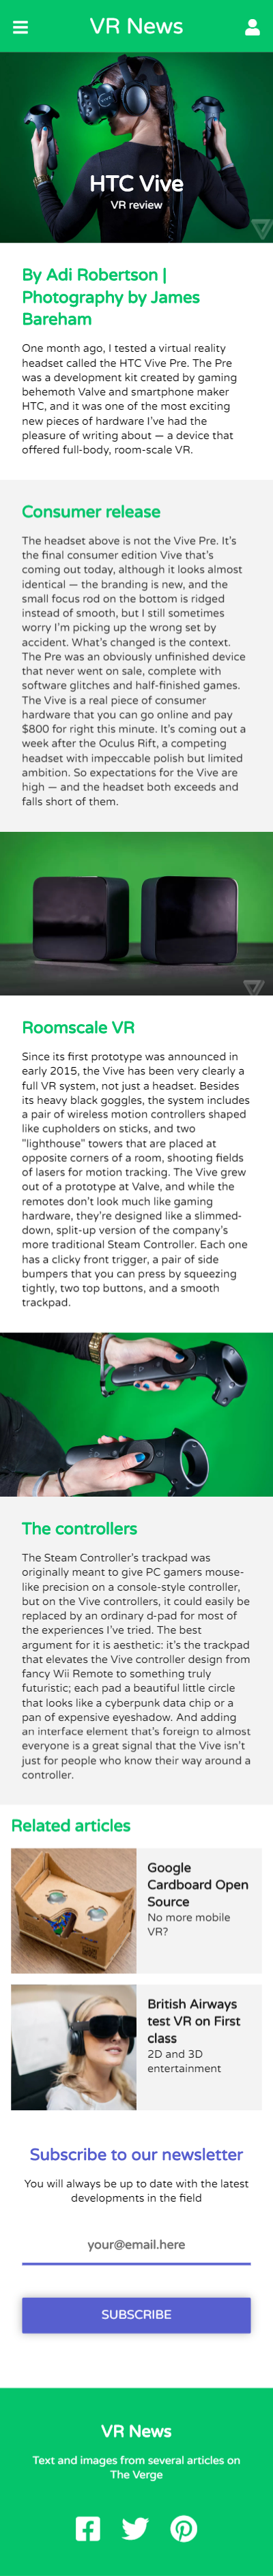 VR News
HTC Vive
VR review
By Adi Robertson |
Photography by James
Bareham
One month ago, I tested a virtual reality
headset called the HTC Vive Pre. The Pre
was a development kit created by gaming
behemoth Valve and smartphone maker
HTC, and it was one of the most exciting
new pieces of hardware I've had the
pleasure of writing about — a device that
offered full-body, room-scale VR.
Consumer release
The headset above is not the Vive Pre. It's
the final consumer edition Vive that's
coming out today, although it looks almost
identical — the branding is new, and the
small focus rod on the bottom is ridged
instead of smooth, but I still sometimes
worry I'm picking up the wrong set by
accident. What's changed is the context.
The Pre was an obviously unfinished device
that never went on sale, complete with
software glitches and half-finished games.
The Vive is a real piece of consumer
hardware that you can go online and pay
$800 for right this minute. It's coming out a
week after the Oculus Rift, a competing
headset with impeccable polish but limited
ambition. So expectations for the Vive are
high — and the headset both exceeds and
falls short of them.
Roomscale VR
Since its first prototype was announced in
early 2015, the Vive has been very clearly a
full VR system, not just a headset. Besides
its heavy black goggles, the system includes
a pair of wireless motion controllers shaped
like cupholders on sticks, and two
"lighthouse" towers that are placed at
opposite corners of a room, shooting fields
of lasers for motion tracking. The Vive grew
out of a prototype at Valve, and while the
remotes don't look much like gaming
hardware, they're designed like a slimmed-
down, split-up version of the company's
more traditional Steam Controller. Each one
has a clicky front trigger, a pair of side
bumpers that you can press by squeezing
tightly, two top buttons, and a smooth
trackpad.
The controllers
The Steam Controller's trackpad was
originally meant to give PC gamers mouse-
like precision on a console-style controller,
but on the Vive controllers, it could easily be
replaced by an ordinary d-pad for most of
the experiences I've tried. The best
argument for it is aesthetic: it's the trackpad
that elevates the Vive controller design from
fancy Wii Remote to something truly
futuristic; each pad a beautiful little circle
that looks like a cyberpunk data chip or a
pan of expensive eyeshadow. And adding
an interface element that's foreign to almost
everyone is a great signal that the Vive isn't
just for people who know their way around a
controller.
Related articles
Google
Cardboard Open
Source
No more mobile
VR?
British Airways
test VR on First
class
2D and 3D
entertainment
Subscribe to our newsletter
You will always be up to date with the latest
developments in the field
your@email.here
SUBSCRIBE
VR News
Text and images from several articles on
The Verge